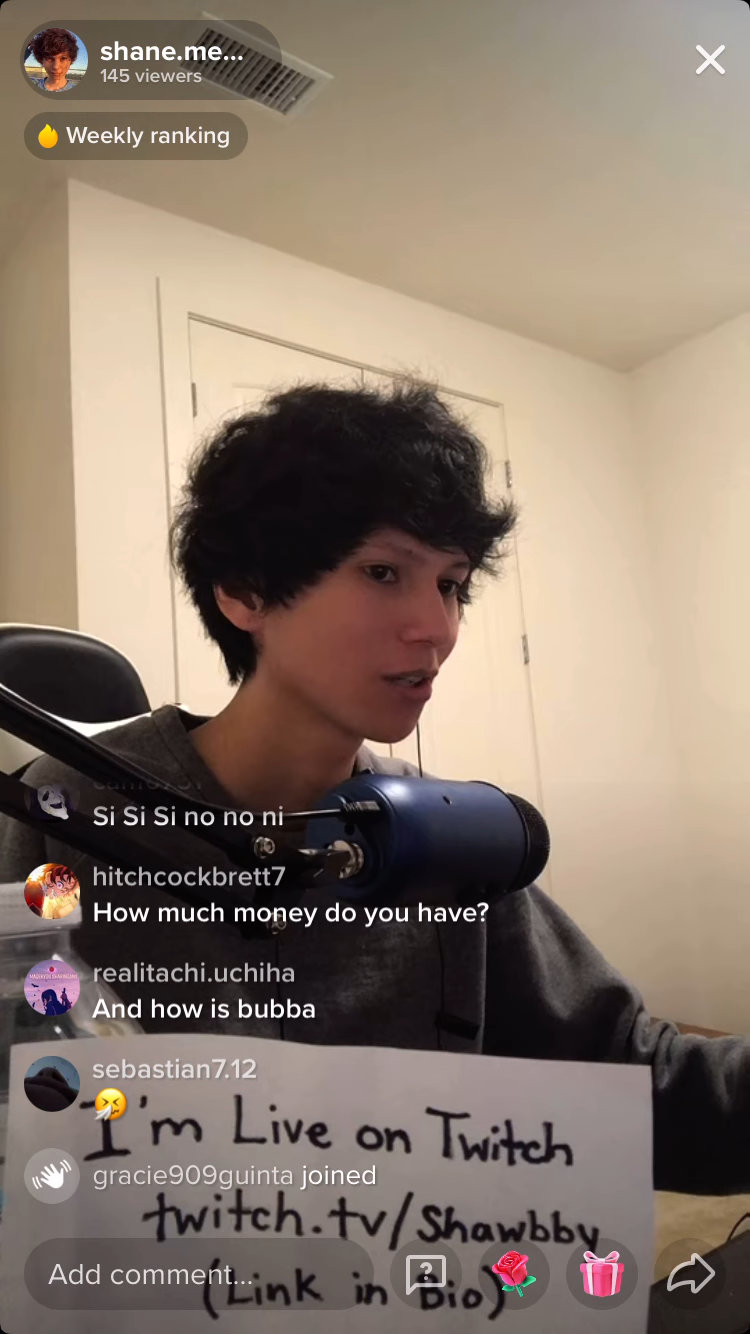 shane.me...
145 viewers
Weekly ranking
Si Si Si no no ni
hitchcockbrett7
How much money do you have?
realitachi.uchiha
And how is bubba
sebastian7.12
I'm Live on Twitch
gracie909guinta joined
twitch.tv/Shawbby
Add comment...
(Link in Bio)